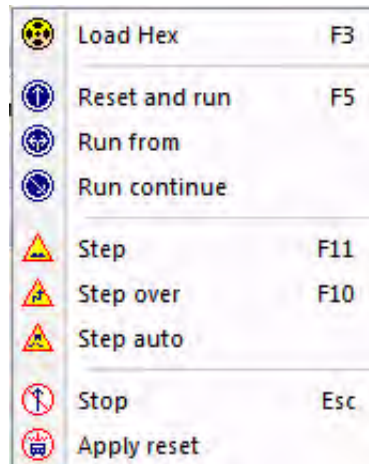 Load Hex F3
Reset and run F5
Run from
Run continue
Step F11
Step over F10
Step auto
Stop Esc
Apply reset